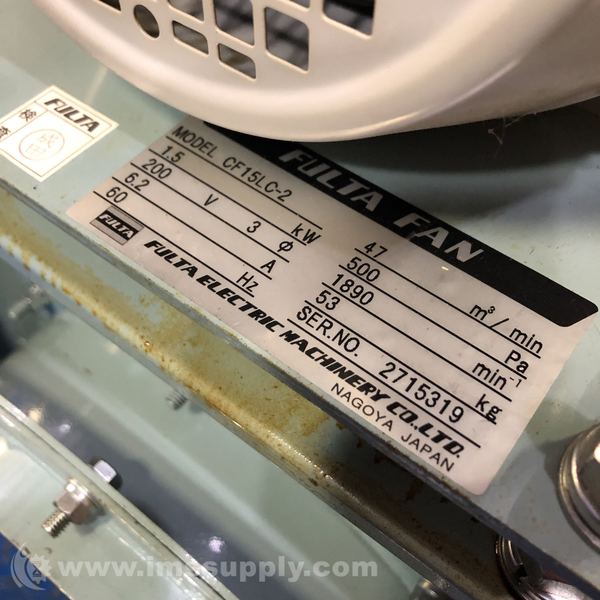 FULTA
検
査
FULTA FAN
MODEL CF15LC-2
1.5 kW 47 m³/min
200 V 3 φ 500 Pa
6.2 A 1890 min⁻¹
60 Hz 53 kg
SER.NO. 2715319
FULTA FULTA ELECTRIC MACHINERY CO.,LTD.
NAGOYA JAPAN
www.imssupply.com